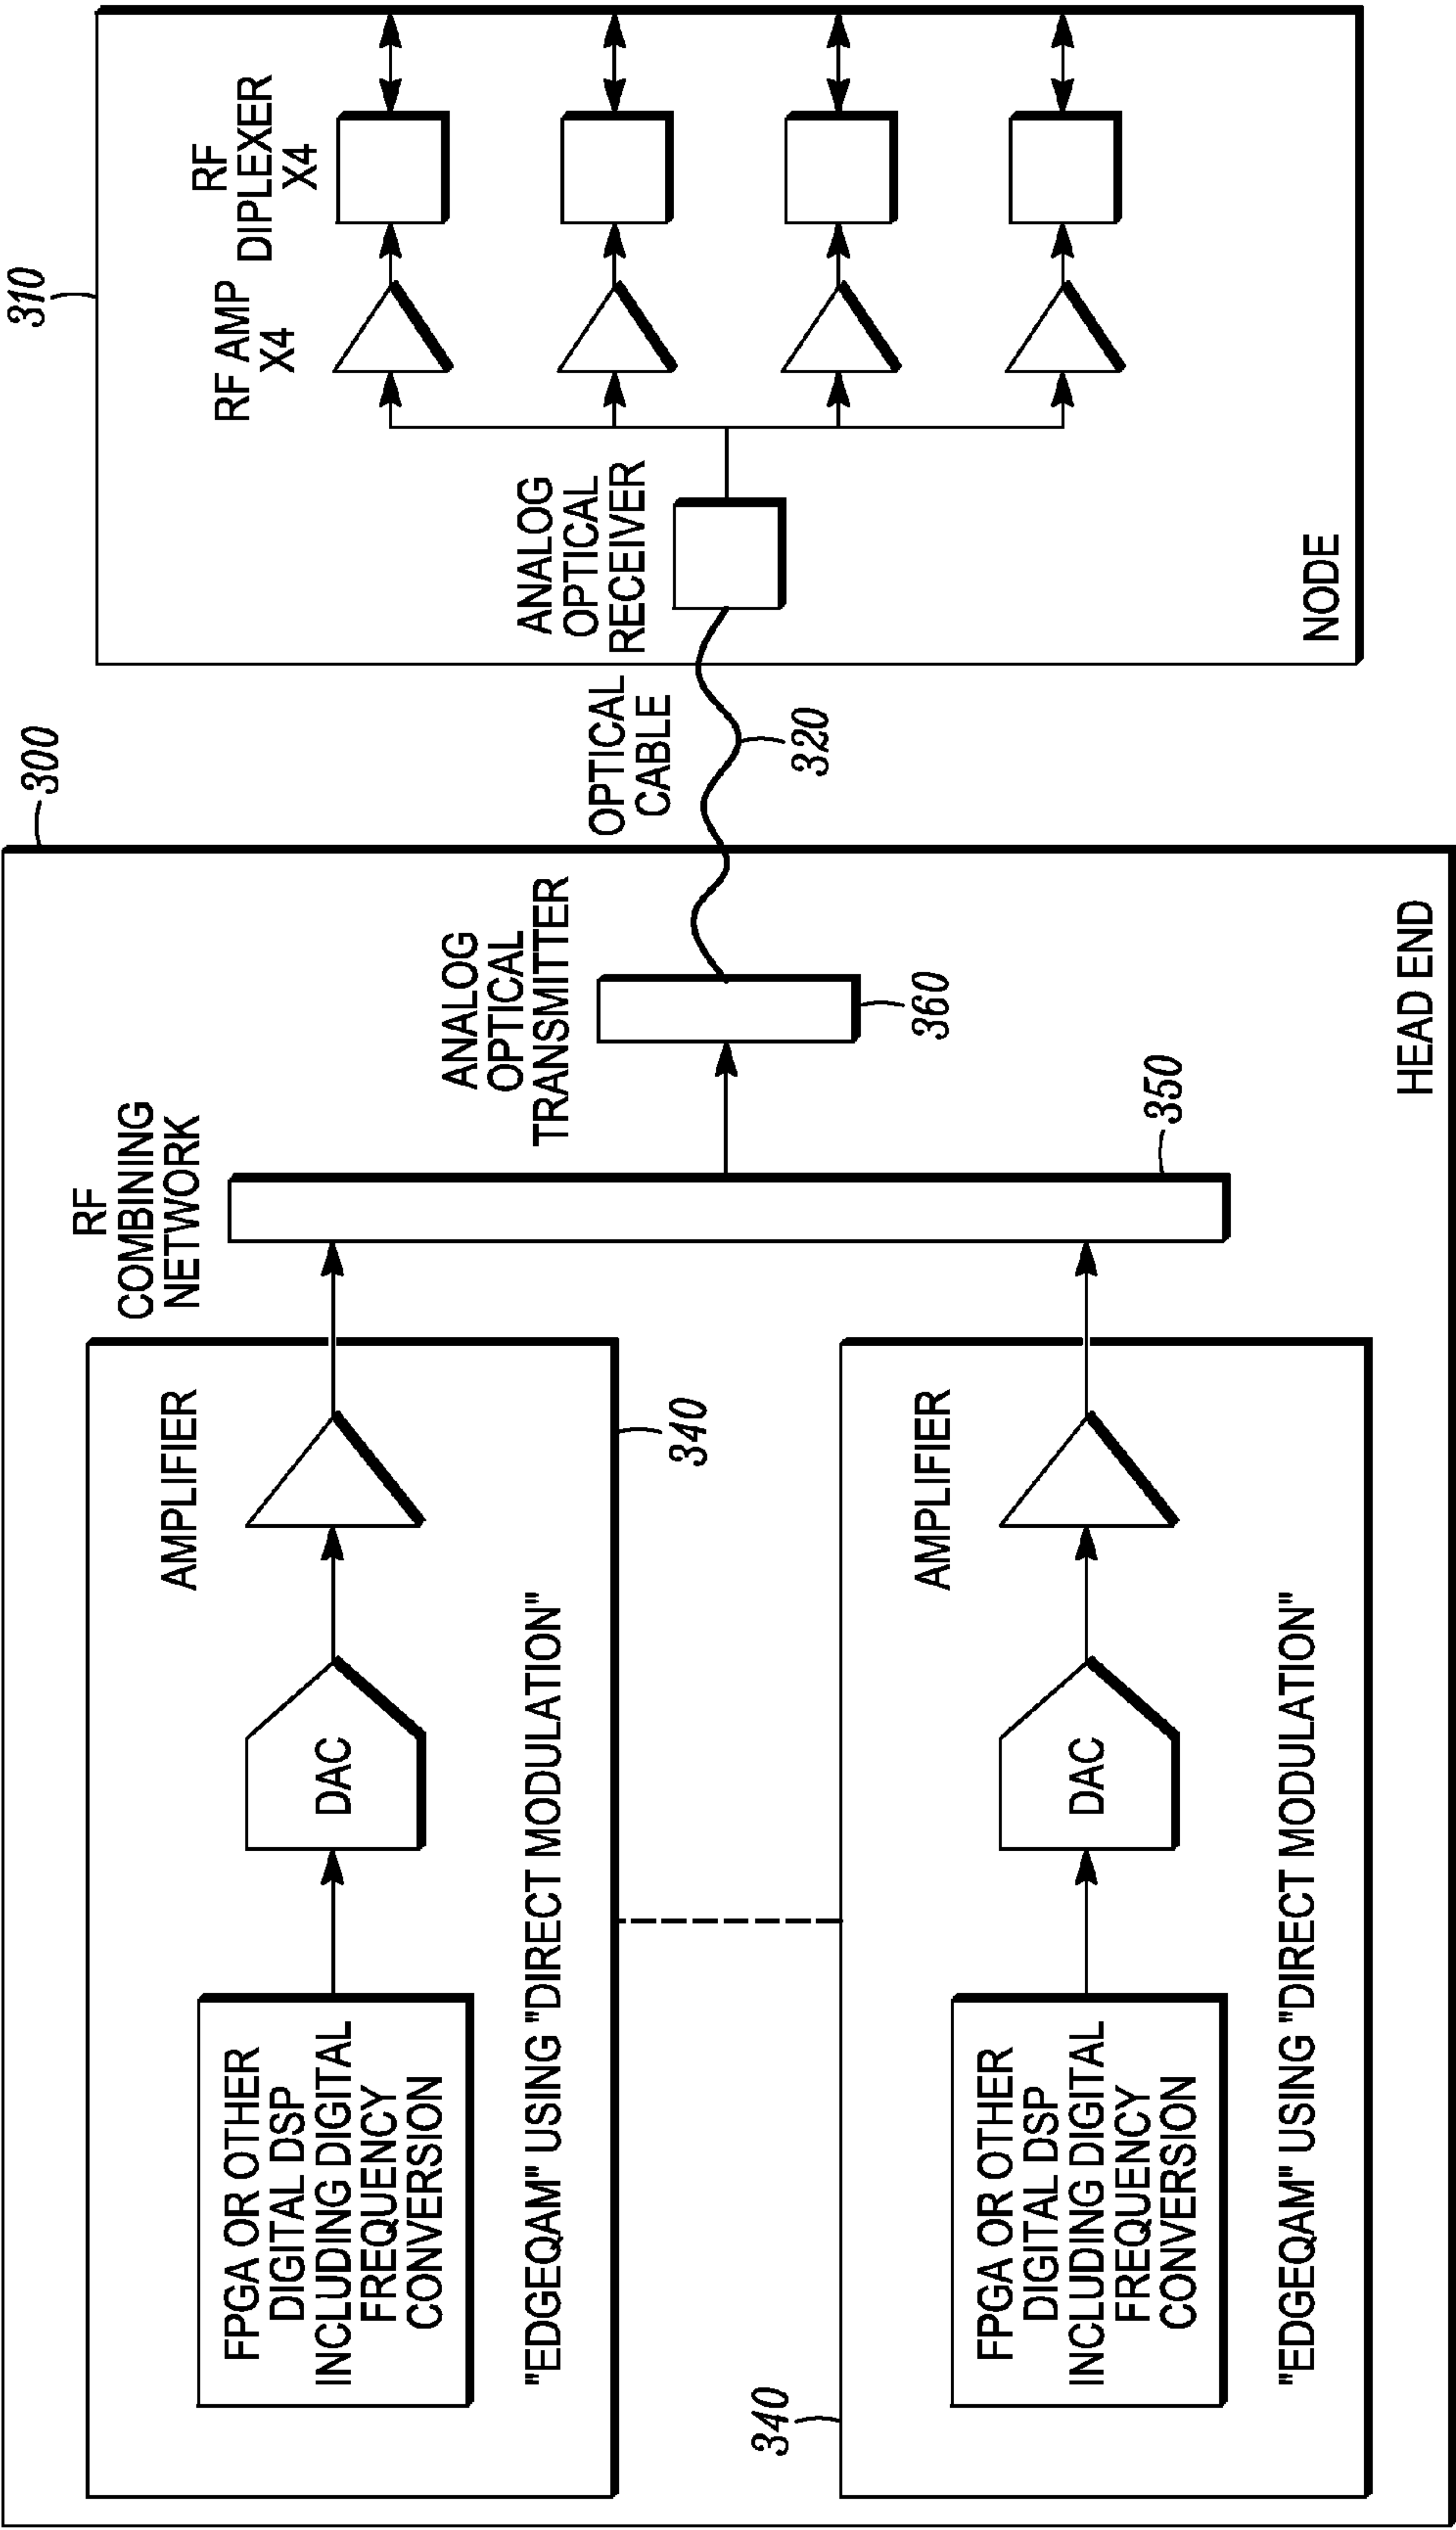 300
310
"EDGEQAM" USING "DIRECT MODULATION"
FPGA OR OTHER
DIGITAL DSP
INCLUDING DIGITAL
FREQUENCY
CONVERSION
DAC
AMPLIFIER
340
RF
COMBINING
NETWORK
350
ANALOG
OPTICAL
TRANSMITTER
360
OPTICAL
CABLE
320
ANALOG
OPTICAL
RECEIVER
RF AMP
X4
RF
DIPLEXER
X4
NODE
340
FPGA OR OTHER
DIGITAL DSP
INCLUDING DIGITAL
FREQUENCY
CONVERSION
DAC
AMPLIFIER
"EDGEQAM" USING "DIRECT MODULATION"
HEAD END